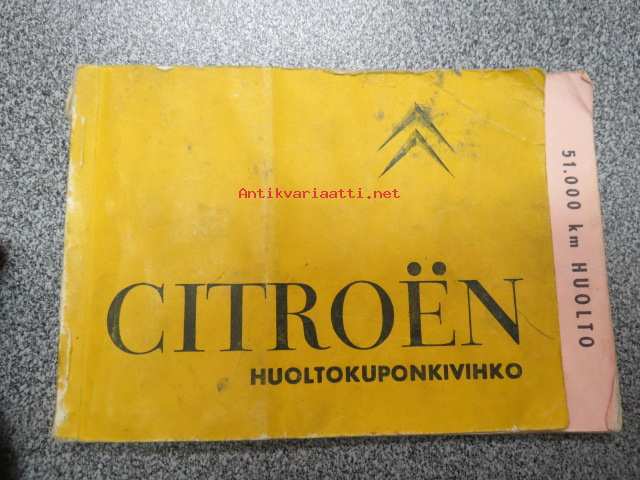 Antikvariaatti.net
CITROËN
HUOLTOKUPONKIVIHKO
51.000 km HUOLTO